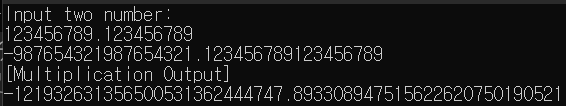 Input two number:
123456789.123456789
-987654321987654321.123456789123456789
[Multiplication Output]
-121932631356500531362444747.893308947515622620750190521